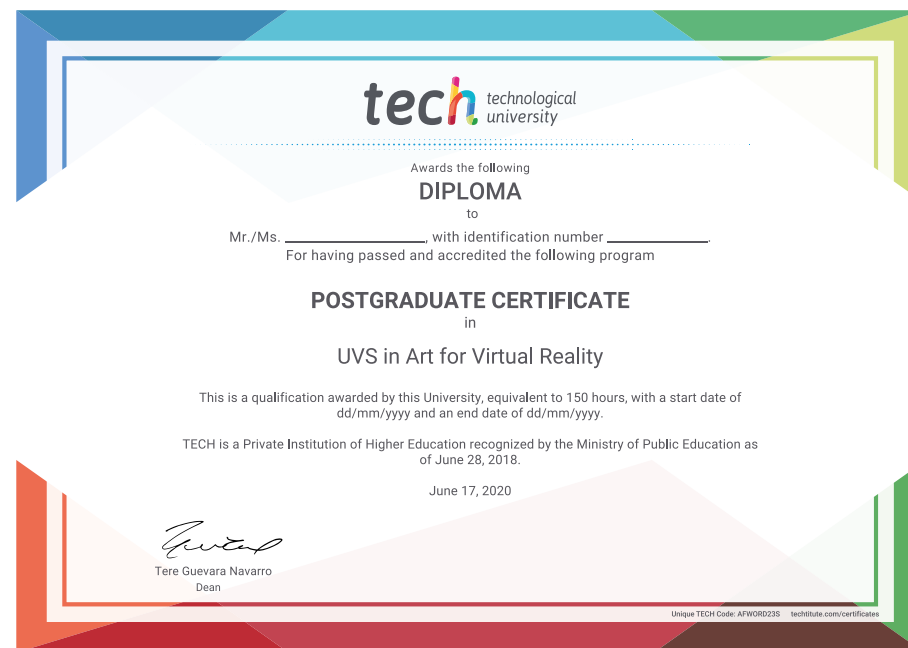 tech technological
university
Awards the following
DIPLOMA
to
Mr./Ms. ____________, with identification number ____________.
For having passed and accredited the following program
POSTGRADUATE CERTIFICATE
in
UVS in Art for Virtual Reality
This is a qualification awarded by this University, equivalent to 150 hours, with a start date of
dd/mm/yyyy and an end date of dd/mm/yyyy.
TECH is a Private Institution of Higher Education recognized by the Ministry of Public Education as
of June 28, 2018.
June 17, 2020
Tere Guevara Navarro
Dean
Unique TECH Code: AFWORD23S techtitute.com/certificates